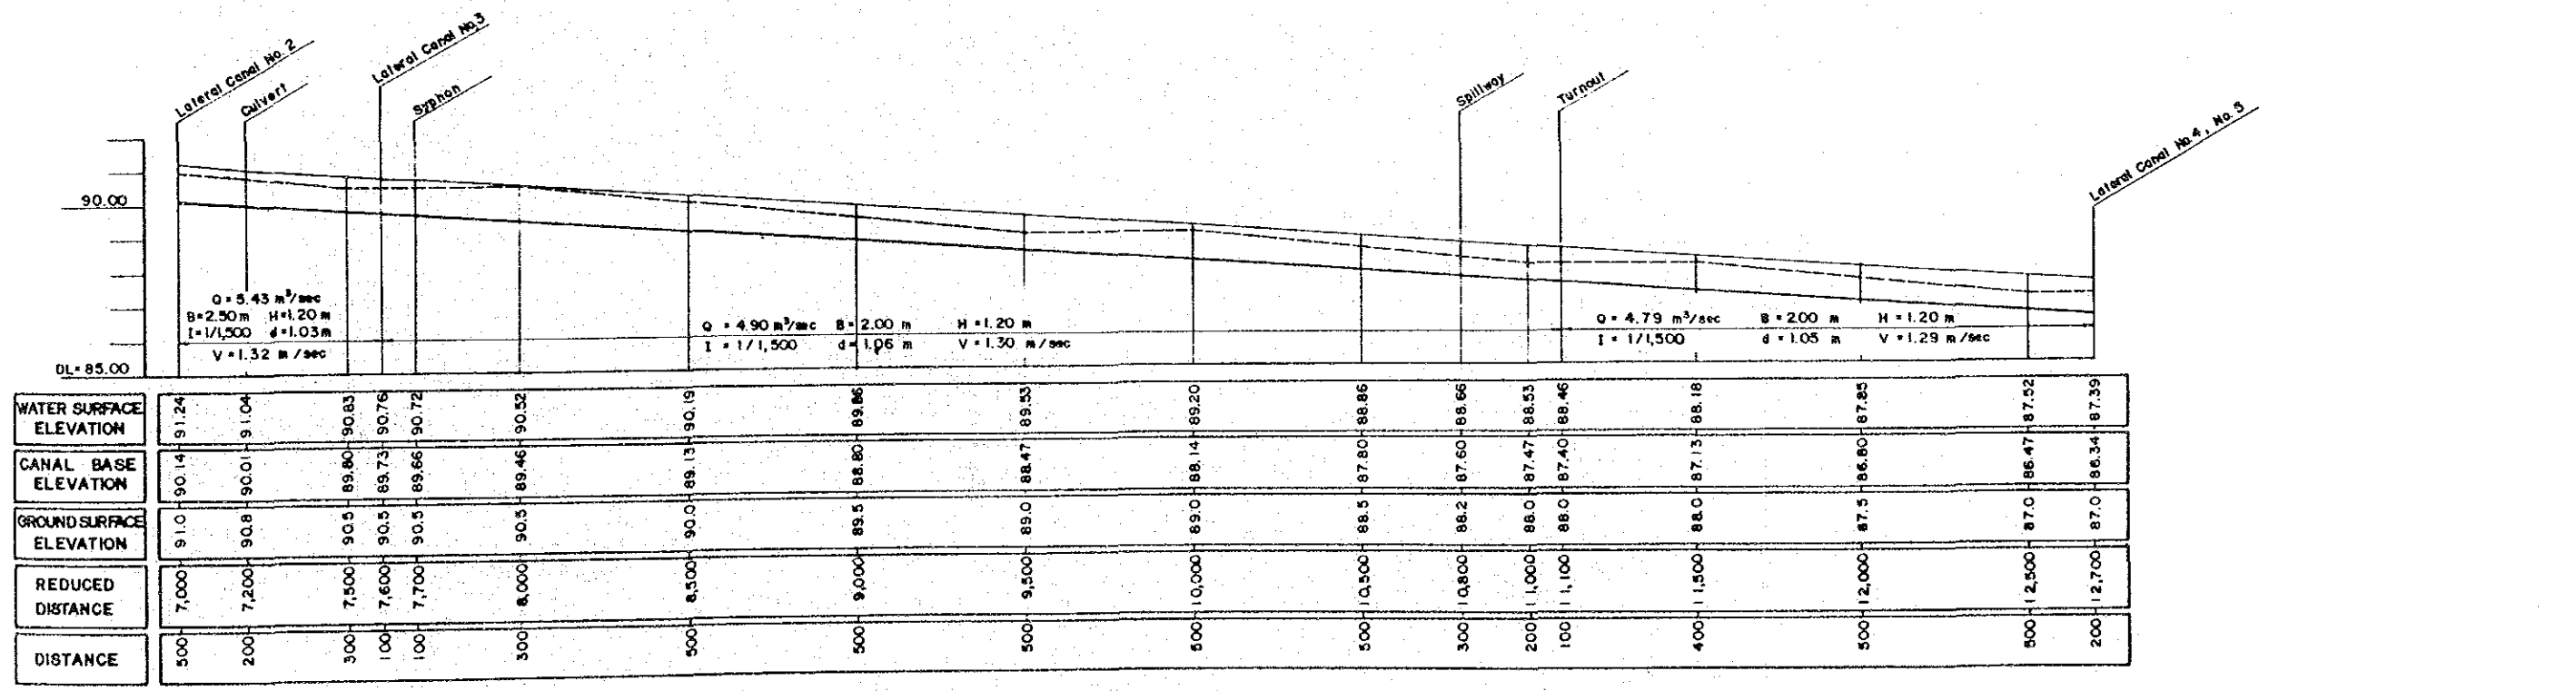 Lateral Canal No. 2
Culvert
Lateral Canal No.3
Syphon
Spillway
Turnout
Lateral Canal No.4, No.5
90.00
DL=85.00
Q=5.43 m³/sec
B=2.50m H=1.20 m
I=1/1,500 d=1.03m
V=1.32 m/sec
Q = 4.90 m³/sec B=2.00 m H=1.20 m
I = 1/1,500 d=1.06 m V=1.30 m/sec
Q=4.79 m³/sec B=2.00 m H=1.20 m
I=1/1,500 d=1.05 m V=1.29 m/sec
WATER SURFACE
ELEVATION
91.24 91.04 90.83 90.76 90.72 90.52 90.19 89.86 89.53 89.20 88.86 88.66 88.53 88.46 88.18 87.85 87.52 87.39
CANAL BASE
ELEVATION
90.14 90.01 89.80 89.73 89.66 89.46 89.13 88.80 88.47 88.14 87.80 87.60 87.47 87.40 87.13 86.80 86.47 86.34
GROUND SURFACE
ELEVATION
91.0 90.8 90.5 90.5 90.5 90.5 90.0 89.5 89.0 89.0 88.5 88.2 88.0 88.0 88.0 87.5 87.0 87.0
REDUCED
DISTANCE
7,000 7,200 7,500 7,600 7,700 8,000 8,500 9,000 9,500 10,000 10,500 10,800 11,000 11,100 11,500 12,000 12,500 12,700
DISTANCE
500 200 300 100 100 300 500 500 500 500 500 300 200 100 400 500 500 200